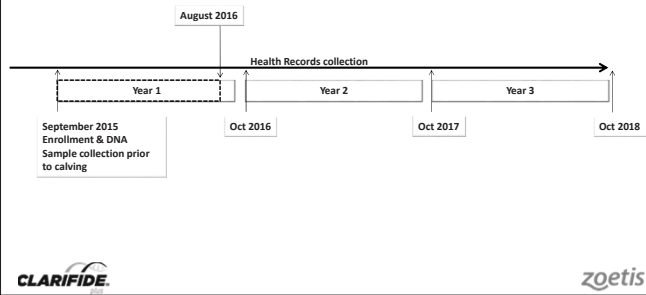 August 2016
Health Records collection
Year 1
Year 2
Year 3
September 2015
Enrollment & DNA
Sample collection prior
to calving
Oct 2016
Oct 2017
Oct 2018
CLARIFIDE.
plus
zoetis